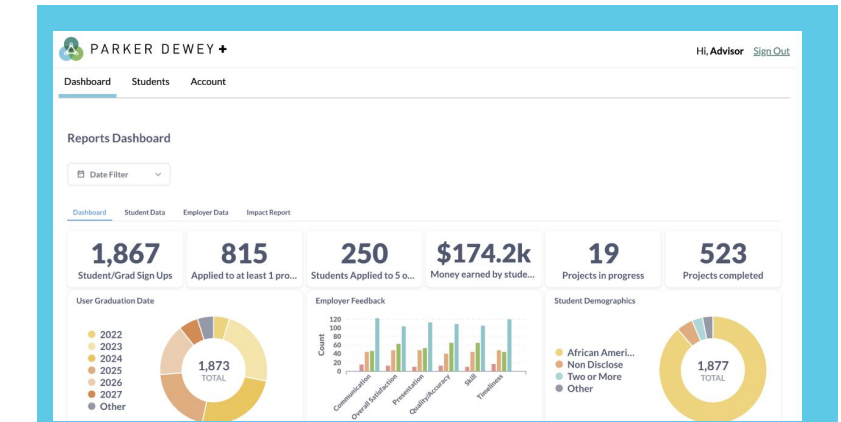 PARKER DEWEY +
Hi, Advisor Sign Out
Dashboard Students Account
Reports Dashboard
Date Filter
Dashboard Student Data Employer Data Impact Report
1,867 815 250 $174.2k 19 523
Student/Grad Sign Ups Applied to at least 1 pro... Students Applied to 5 o... Money earned by stude... Projects in progress Projects completed
User Graduation Date
2022
2023
2024
2025
2026
2027
Other
1,873
TOTAL
Employer Feedback
Count
120
100
80
60
40
20
0
Communication
Overall Satisfaction
Presentation
Quality/Accuracy
Skill
Timeliness
Student Demographics
African Ameri...
Non Disclose
Two or More
Other
1,877
TOTAL